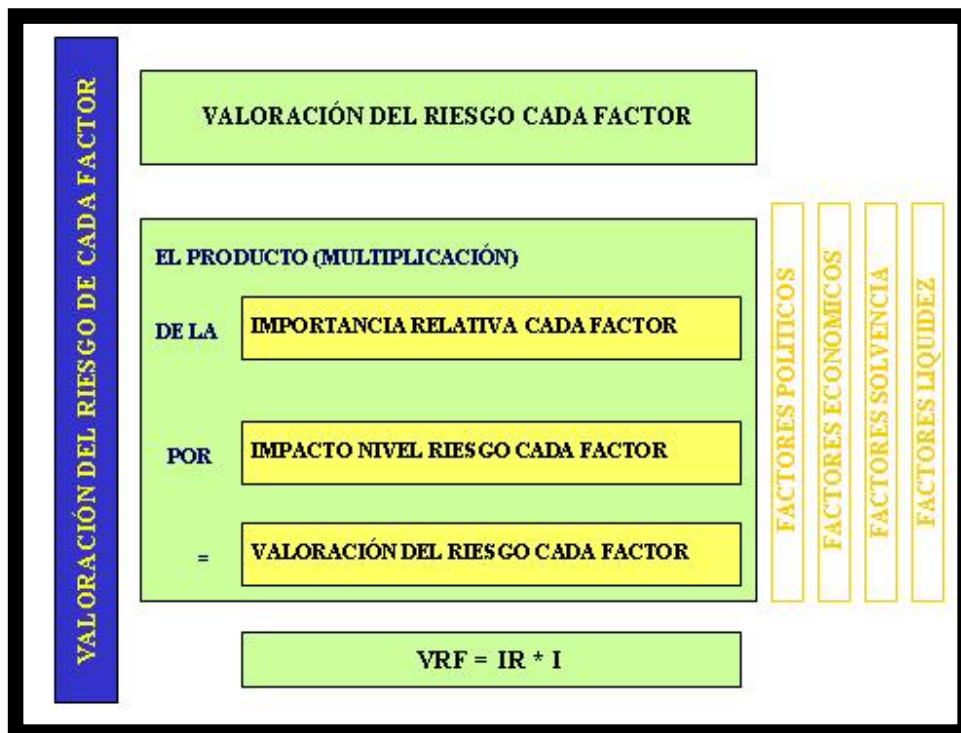 VALORACIÓN DEL RIESGO DE CADA FACTOR
VALORACIÓN DEL RIESGO CADA FACTOR
EL PRODUCTO (MULTIPLICACIÓN)
DE LA
IMPORTANCIA RELATIVA CADA FACTOR
POR
IMPACTO NIVEL RIESGO CADA FACTOR
=
VALORACIÓN DEL RIESGO CADA FACTOR
VRF = IR * I
FACTORES POLITICOS
FACTORES ECONÓMICOS
FACTORES SOLVENCIA
FACTORES LIQUIDEZ